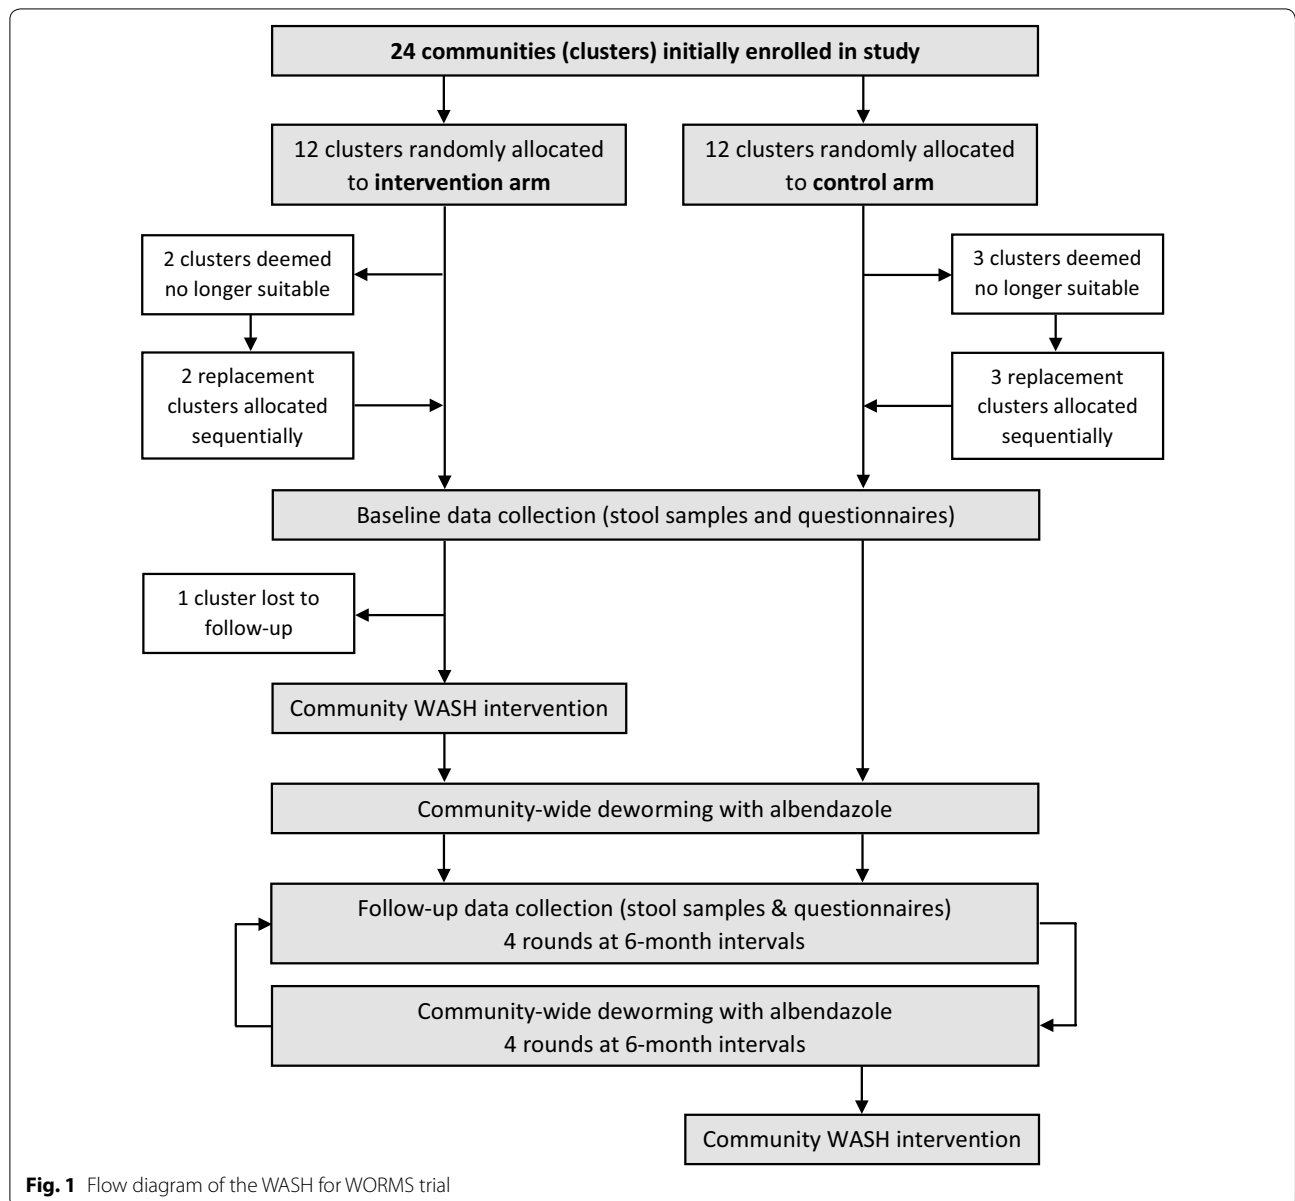 24 communities (clusters) initially enrolled in study
12 clusters randomly allocated
to intervention arm
12 clusters randomly allocated
to control arm
2 clusters deemed
no longer suitable
3 clusters deemed
no longer suitable
2 replacement
clusters allocated
sequentially
3 replacement
clusters allocated
sequentially
Baseline data collection (stool samples and questionnaires)
1 cluster lost to
follow-up
Community WASH intervention
Community-wide deworming with albendazole
Follow-up data collection (stool samples & questionnaires)
4 rounds at 6-month intervals
Community-wide deworming with albendazole
4 rounds at 6-month intervals
Community WASH intervention
Fig. 1 Flow diagram of the WASH for WORMS trial